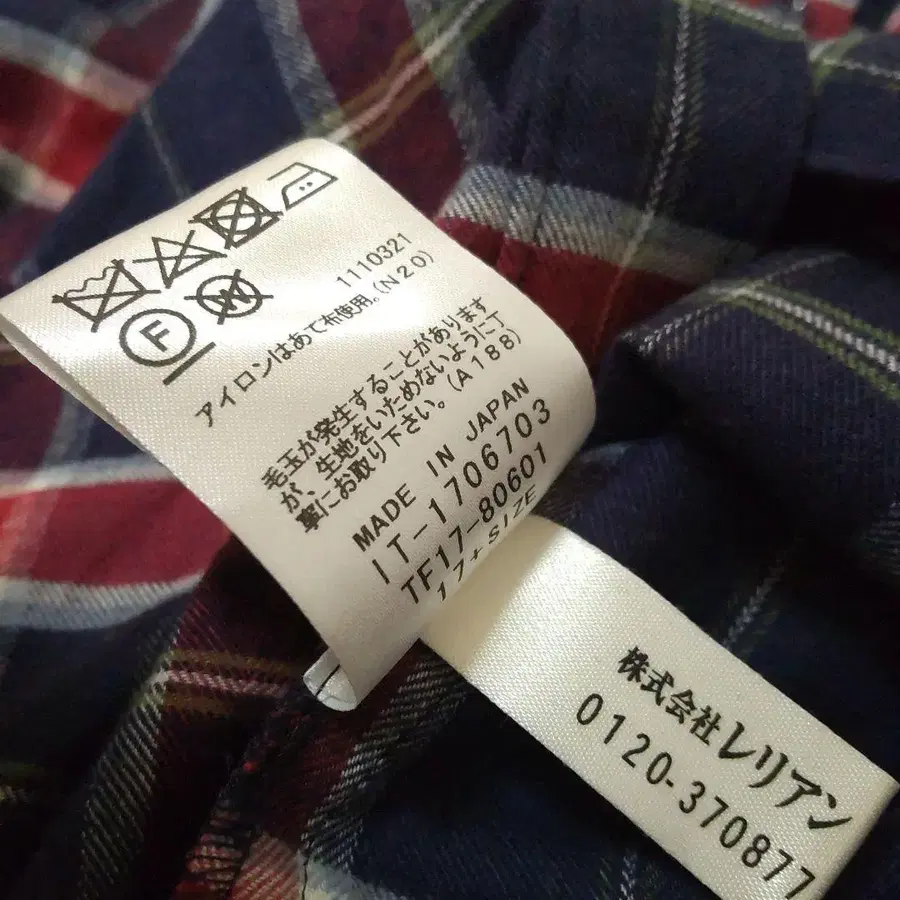 F
W
1110321
アイロンはあて布使用。(N20)
毛玉が発生することがあります
が、生地をいためないように丁
寧にお取り下さい。(A188)
MADE IN JAPAN
IT-1706703
TF17-80601
17+SIZE
株式会社レリアン
0120-370877